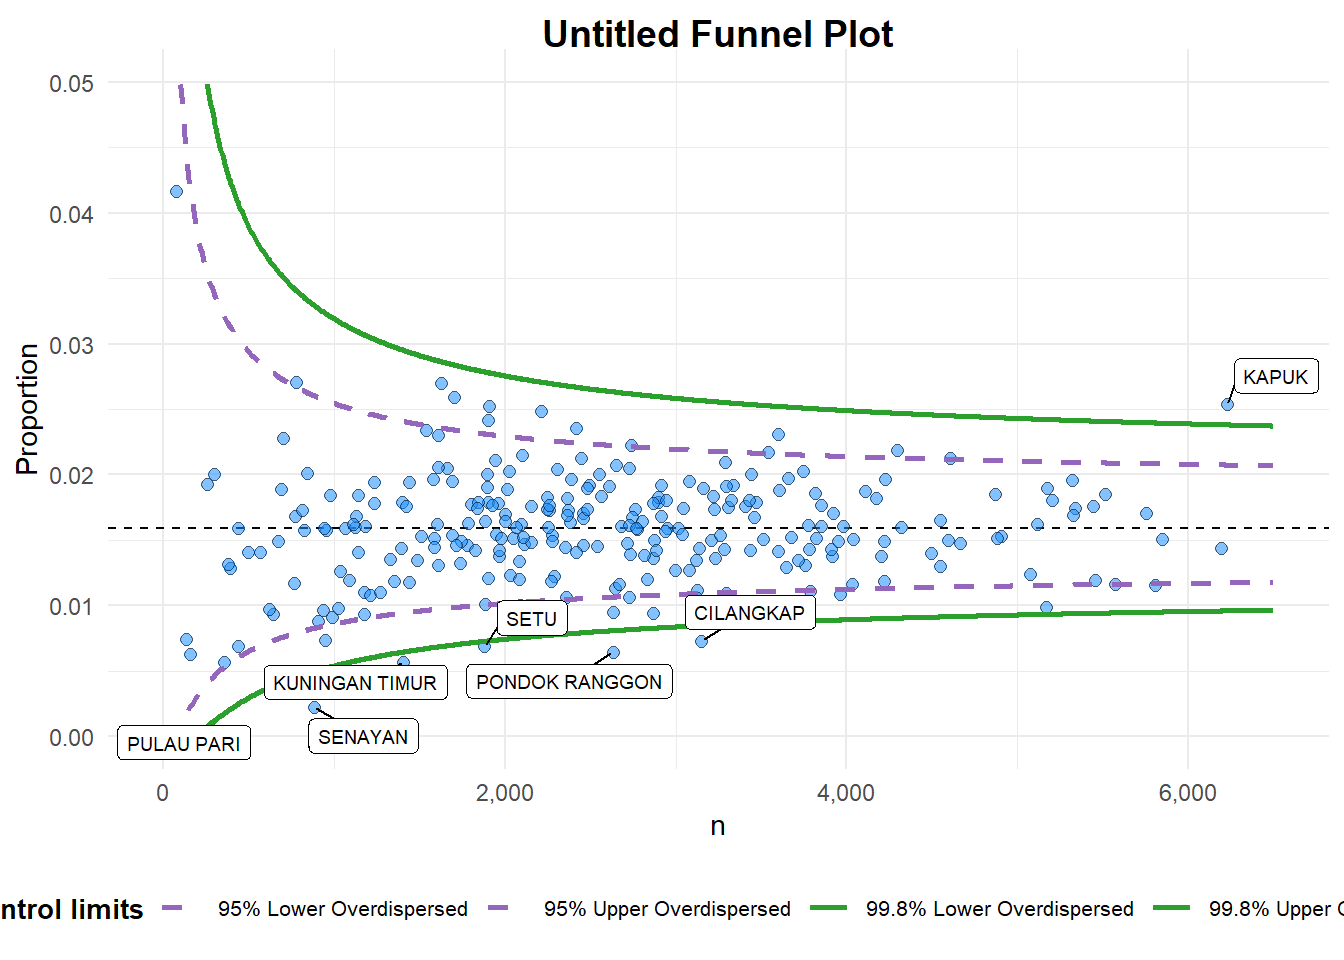 Untitled Funnel Plot
0.05
0.04
0.03
0.02
0.01
0.00
Proportion
KAPUK
SETU
CILANGKAP
KUNINGAN TIMUR
PONDOK RANGGON
SENAYAN
PULAU PARI
0
2,000
4,000
6,000
n
ntrol limits
95% Lower Overdispersed
95% Upper Overdispersed
99.8% Lower Overdispersed
99.8% Upper